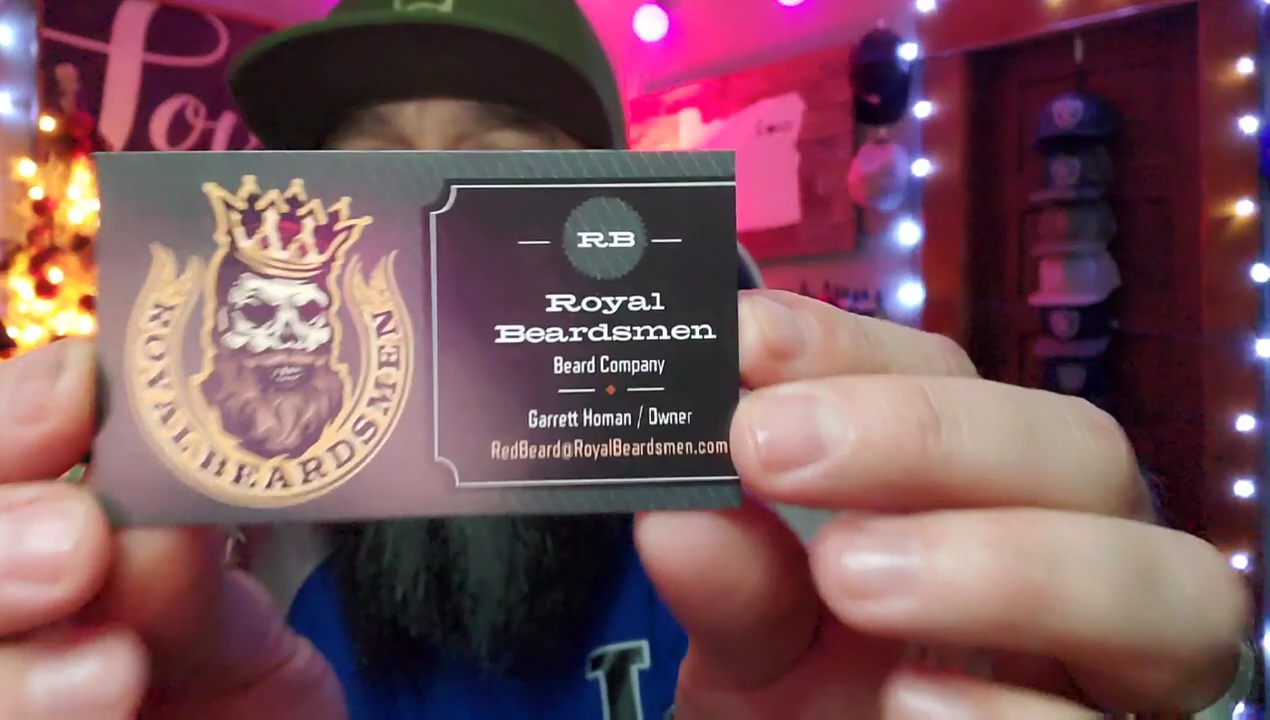 ROYAL BEARDSMEN
RB
Royal
Beardsmen
Beard Company
Garrett Homan / Owner
RedBeard@RoyalBeardsmen.com